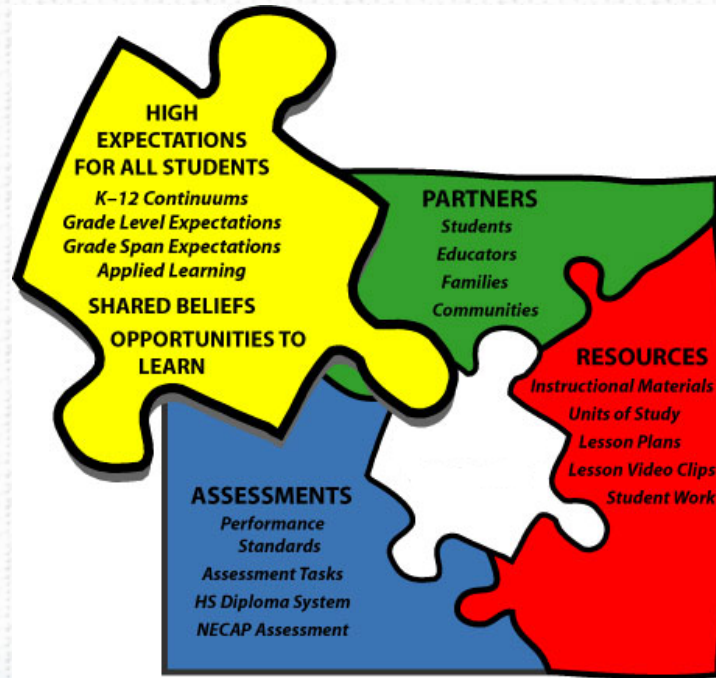 HIGH
EXPECTATIONS
FOR ALL STUDENTS
K–12 Continuums
Grade Level Expectations
Grade Span Expectations
Applied Learning
SHARED BELIEFS
OPPORTUNITIES TO
LEARN
PARTNERS
Students
Educators
Families
Communities
RESOURCES
Instructional Materials
Units of Study
Lesson Plans
Lesson Video Clips
Student Work
ASSESSMENTS
Performance
Standards
Assessment Tasks
HS Diploma System
NECAP Assessment